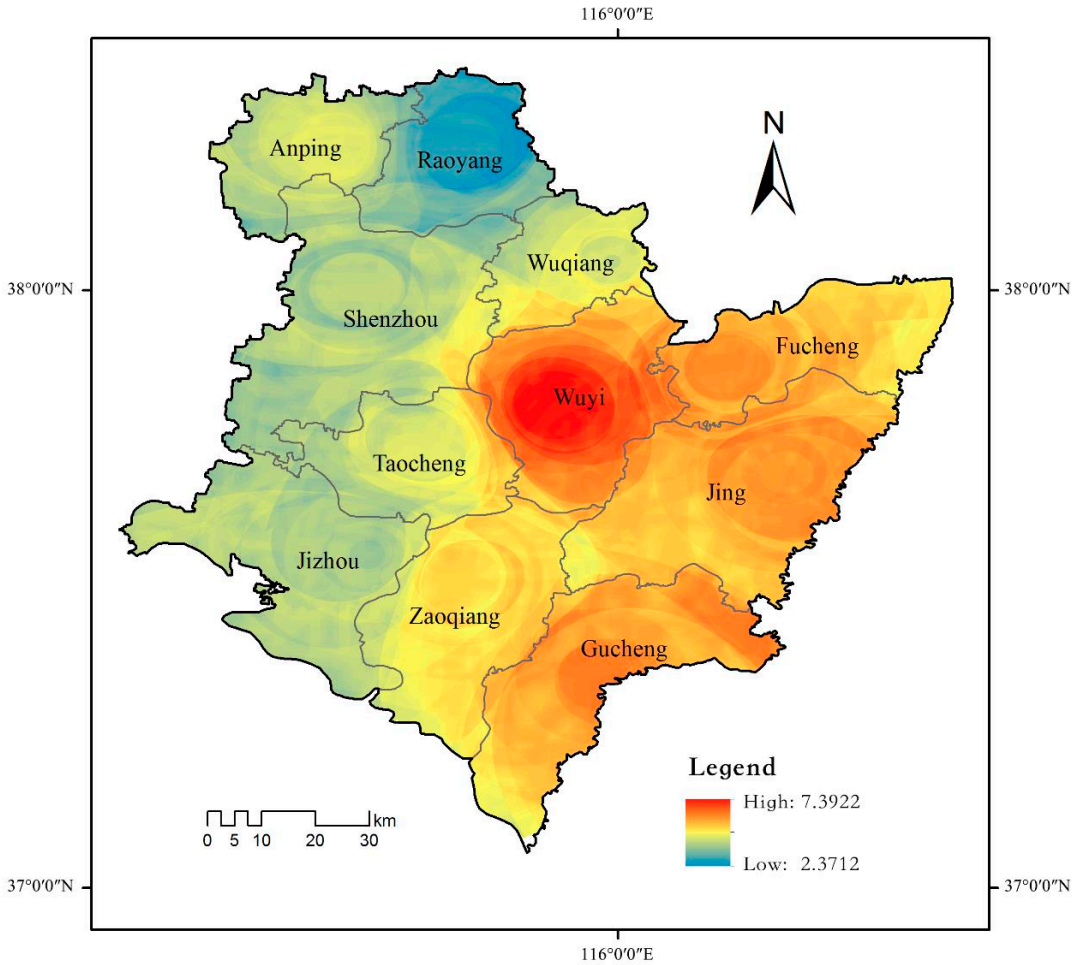 116°0′0″E
N
Anping
Raoyang
Wuqiang
38°0′0″N
38°0′0″N
Shenzhou
Fucheng
Wuyi
Taocheng
Jing
Jizhou
Zaoqiang
Gucheng
Legend
High: 7.3922
Low: 2.3712
km
0 5 10 20 30
37°0′0″N
37°0′0″N
116°0′0″E